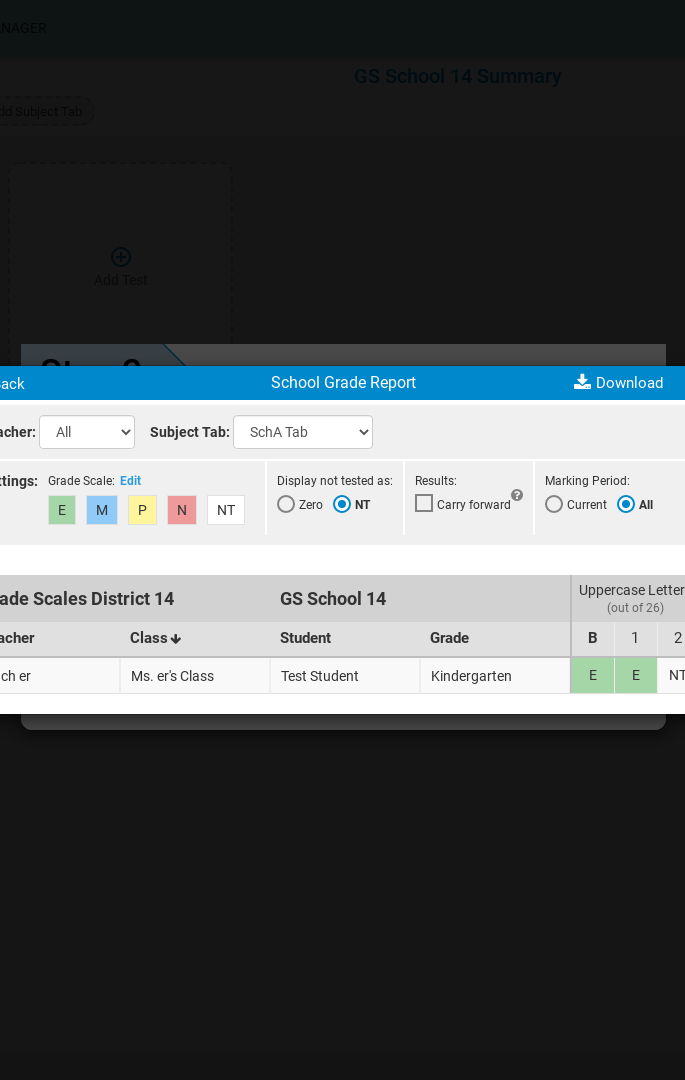 NAGER
GS School 14 Summary
dd Subject Tab
Add Test
ack School Grade Report Download
acher: All Subject Tab: SchA Tab
ttings: Grade Scale: Edit Display not tested as: Results: Marking Period:
E M P N NT Zero NT Carry forward ? Current All
ade Scales District 14 GS School 14 Uppercase Letter
(out of 26)
acher Class Student Grade B 1 2
ch er Ms. er's Class Test Student Kindergarten E E NT